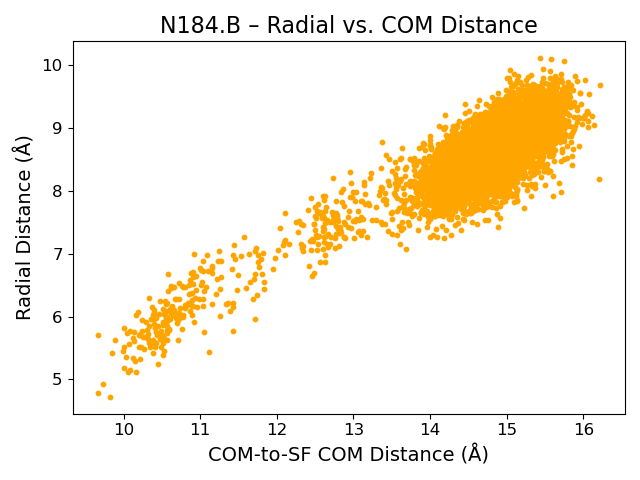 N184.B – Radial vs. COM Distance
10
9
8
7
6
5
Radial Distance (Å)
10 11 12 13 14 15 16
COM-to-SF COM Distance (Å)